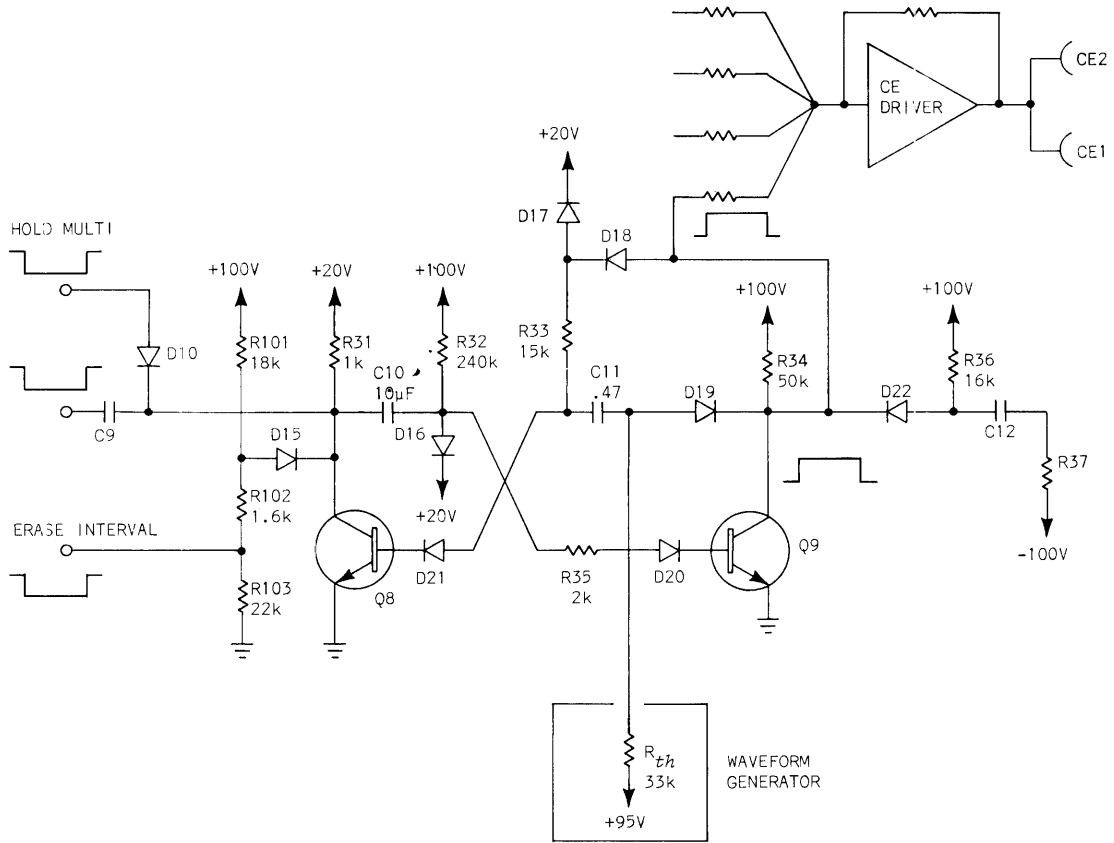 CE2
CE
DRIVER
CE1
+20V
D17
D18
HOLD MULTI
+100V
+20V
+100V
+100V
+100V
R101
18k
R31
1k
R32
240k
R33
15k
R34
50k
R36
16k
D10
C10
10μF
C11
.47
D19
D22
C9
D15
D16
C12
R37
R102
1.6k
+20V
-100V
ERASE INTERVAL
Q8
D21
R35
2k
D20
Q9
R103
22k
Rth
33k
+95V
WAVEFORM
GENERATOR